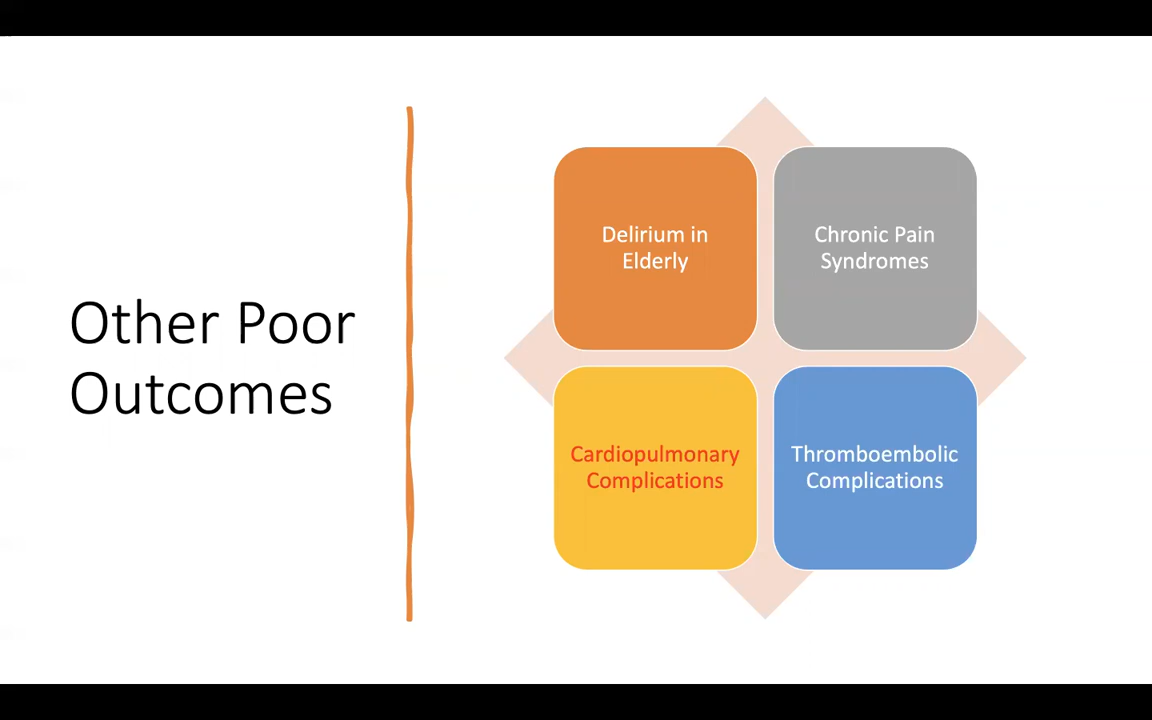 Other Poor
Outcomes
Delirium in
Elderly
Chronic Pain
Syndromes
Cardiopulmonary
Complications
Thromboembolic
Complications